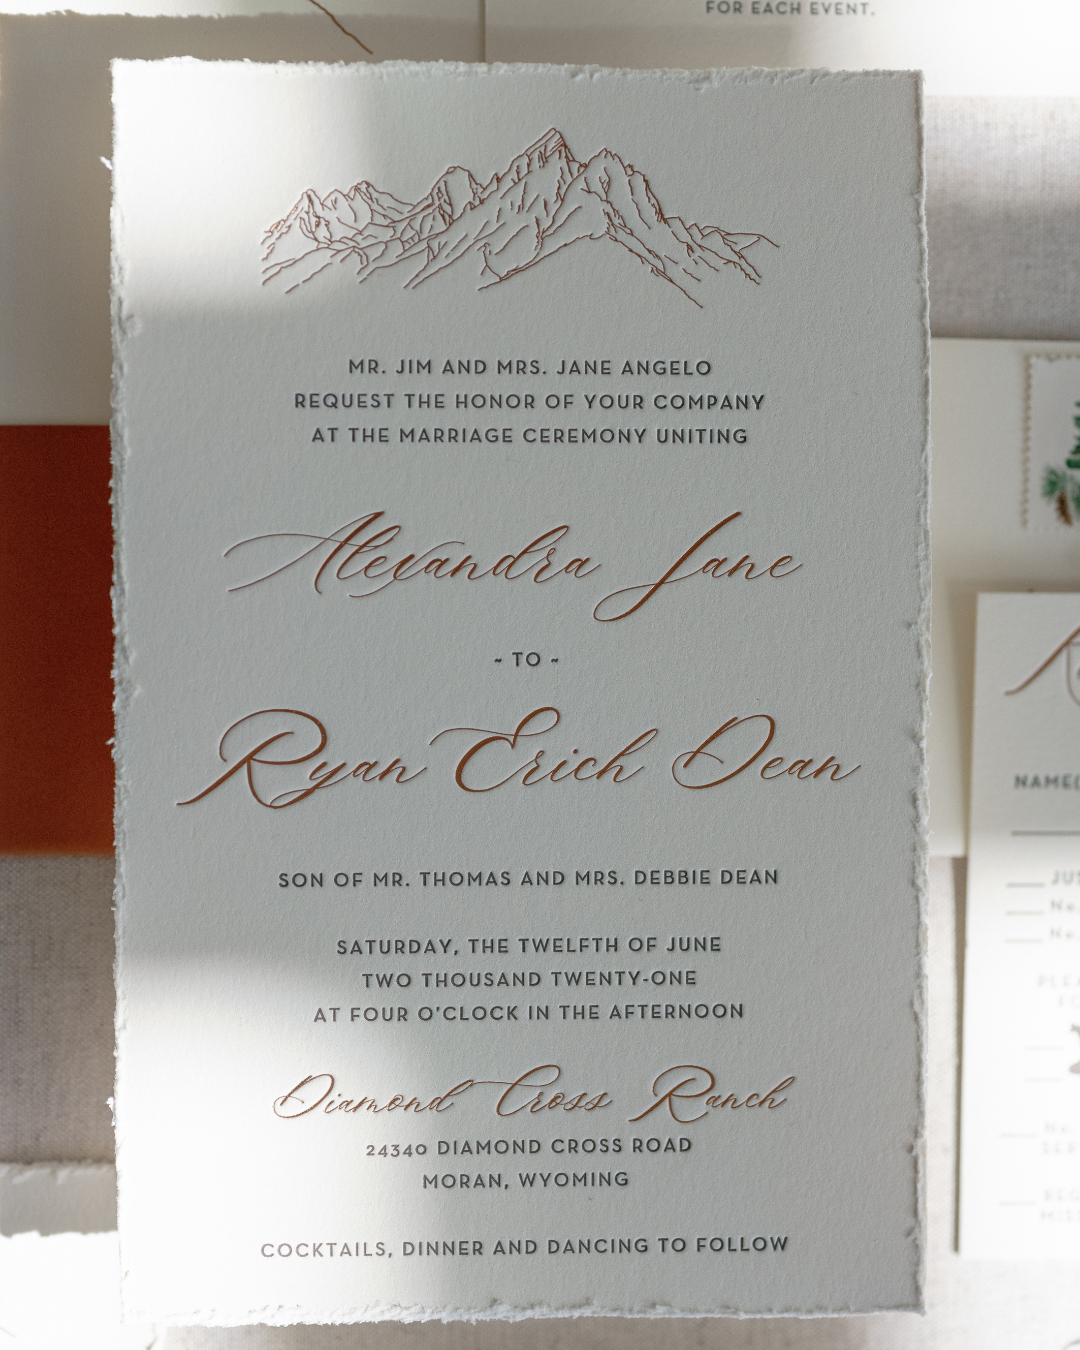 FOR EACH EVENT.
MR. JIM AND MRS. JANE ANGELO
REQUEST THE HONOR OF YOUR COMPANY
AT THE MARRIAGE CEREMONY UNITING
Alexandra Jane
~ TO ~
Ryan Erich Dean
SON OF MR. THOMAS AND MRS. DEBBIE DEAN
SATURDAY, THE TWELFTH OF JUNE
TWO THOUSAND TWENTY-ONE
AT FOUR O'CLOCK IN THE AFTERNOON
Diamond Cross Ranch
24340 DIAMOND CROSS ROAD
MORAN, WYOMING
COCKTAILS, DINNER AND DANCING TO FOLLOW